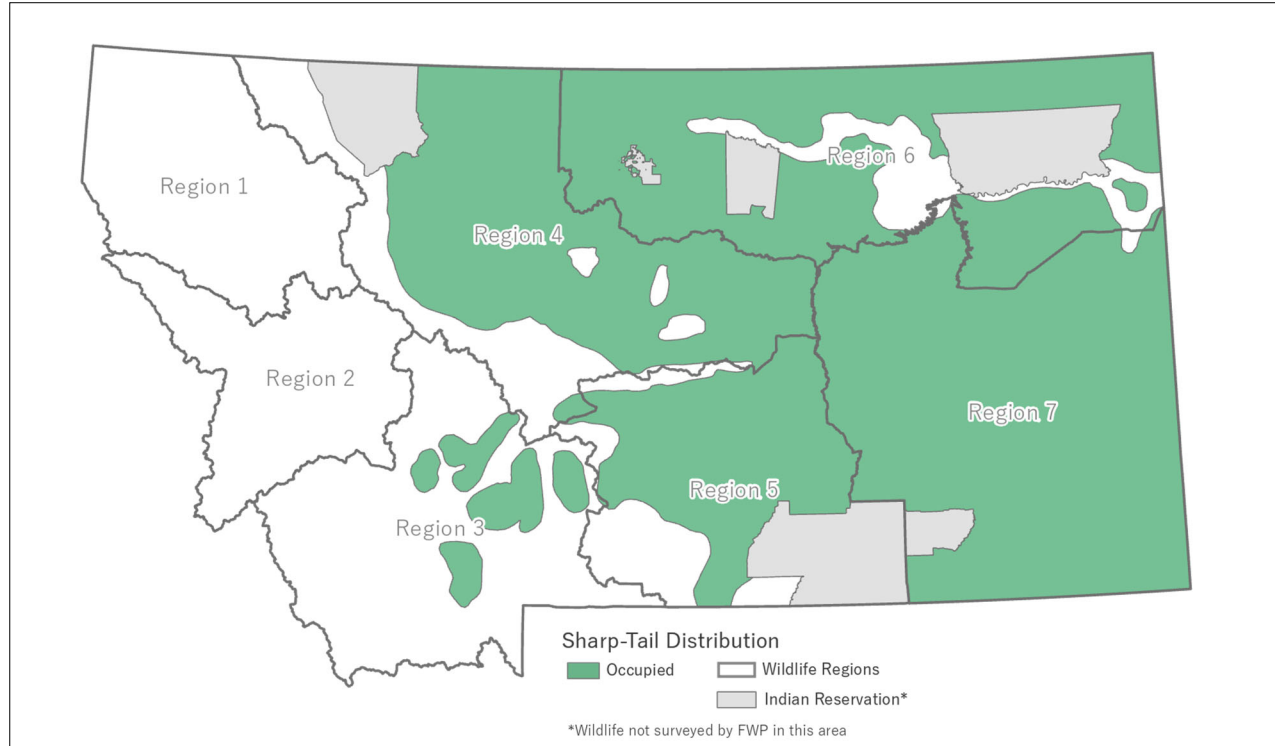 Region 1
Region 6
Region 4
Region 2
Region 7
Region 5
Region 3
Sharp-Tail Distribution
Occupied
Wildlife Regions
Indian Reservation*
*Wildlife not surveyed by FWP in this area